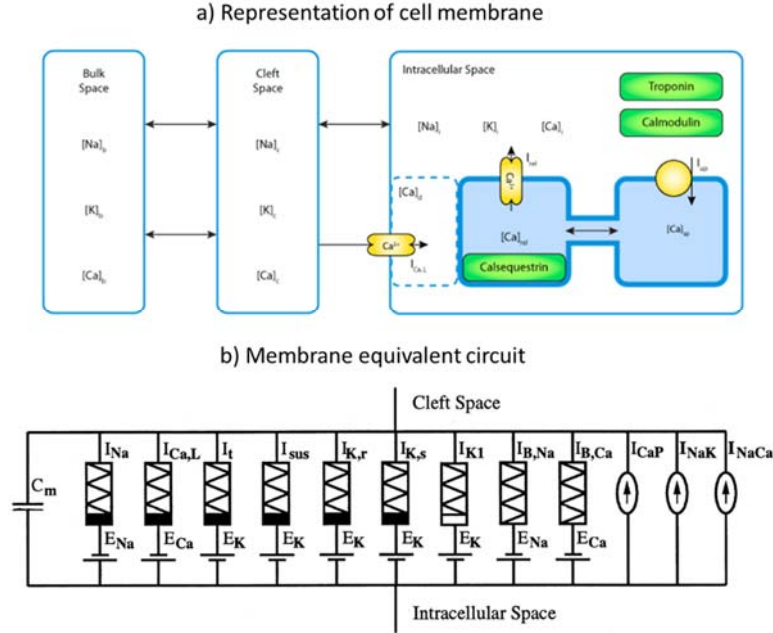 a) Representation of cell membrane
Bulk Space
Cleft Space
Intracellular Space
Troponin
Calmodulin
[Na]b
[Na]c
[Na]i [K]i [Ca]i
Irel
Iup
Ca²⁺
[Ca]d
[K]b
[K]c
[Ca]rel
[Ca]up
Ca²⁺
ICa,L
Calsequestrin
[Ca]b
[Ca]c
b) Membrane equivalent circuit
Cleft Space
INa ICa,L It Isus IK,r IK,s IK1 IB,Na IB,Ca ICaP INaK INaCa
Cm
ENa ECa EK EK EK EK EK ENa ECa
Intracellular Space